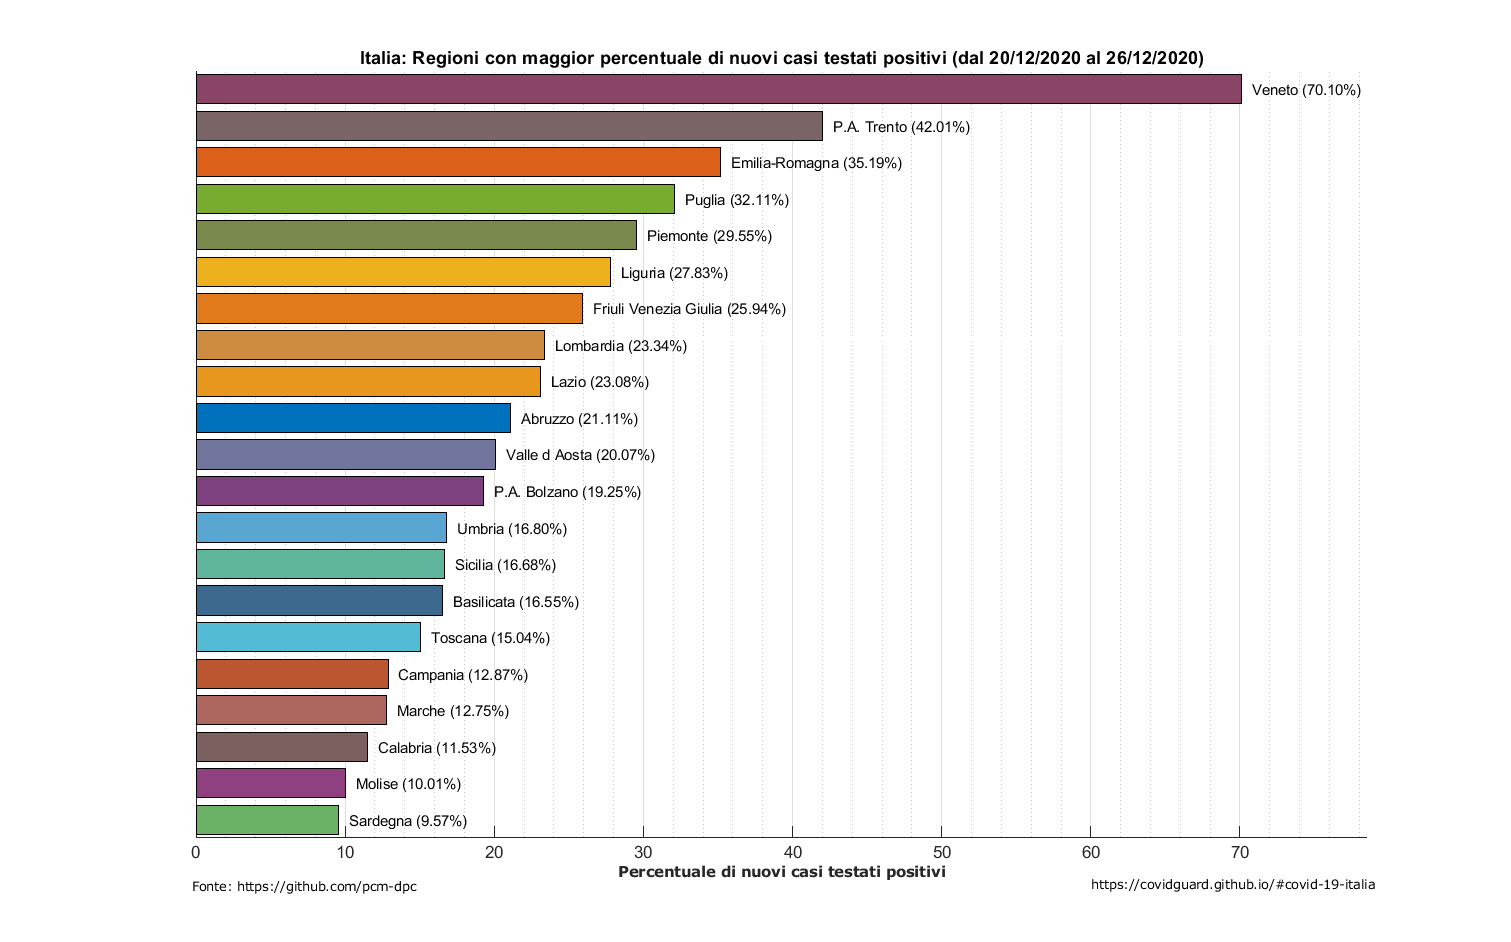 Italia: Regioni con maggior percentuale di nuovi casi testati positivi (dal 20/12/2020 al 26/12/2020)
Veneto (70.10%)
P.A. Trento (42.01%)
Emilia-Romagna (35.19%)
Puglia (32.11%)
Piemonte (29.55%)
Liguria (27.83%)
Friuli Venezia Giulia (25.94%)
Lombardia (23.34%)
Lazio (23.08%)
Abruzzo (21.11%)
Valle d Aosta (20.07%)
P.A. Bolzano (19.25%)
Umbria (16.80%)
Sicilia (16.68%)
Basilicata (16.55%)
Toscana (15.04%)
Campania (12.87%)
Marche (12.75%)
Calabria (11.53%)
Molise (10.01%)
Sardegna (9.57%)
0 10 20 30 40 50 60 70
Percentuale di nuovi casi testati positivi
Fonte: https://github.com/pcm-dpc
https://covidguard.github.io/#covid-19-italia